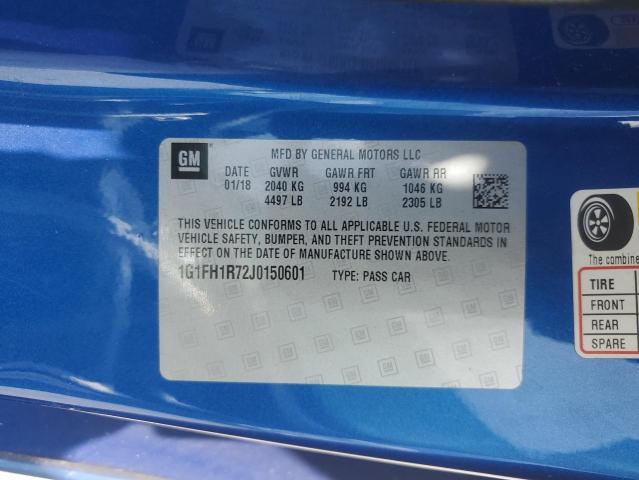 GM
MFD BY GENERAL MOTORS LLC
DATE GVWR GAWR FRT GAWR RR
01/18 2040 KG 994 KG 1046 KG
4497 LB 2192 LB 2305 LB
THIS VEHICLE CONFORMS TO ALL APPLICABLE U.S. FEDERAL MOTOR
VEHICLE SAFETY, BUMPER, AND THEFT PREVENTION STANDARDS IN
EFFECT ON THE DATE OF MANUFACTURE SHOWN ABOVE.
1G1FH1R72J0150601 TYPE: PASS CAR
The combine
TIRE
FRONT
REAR
SPARE